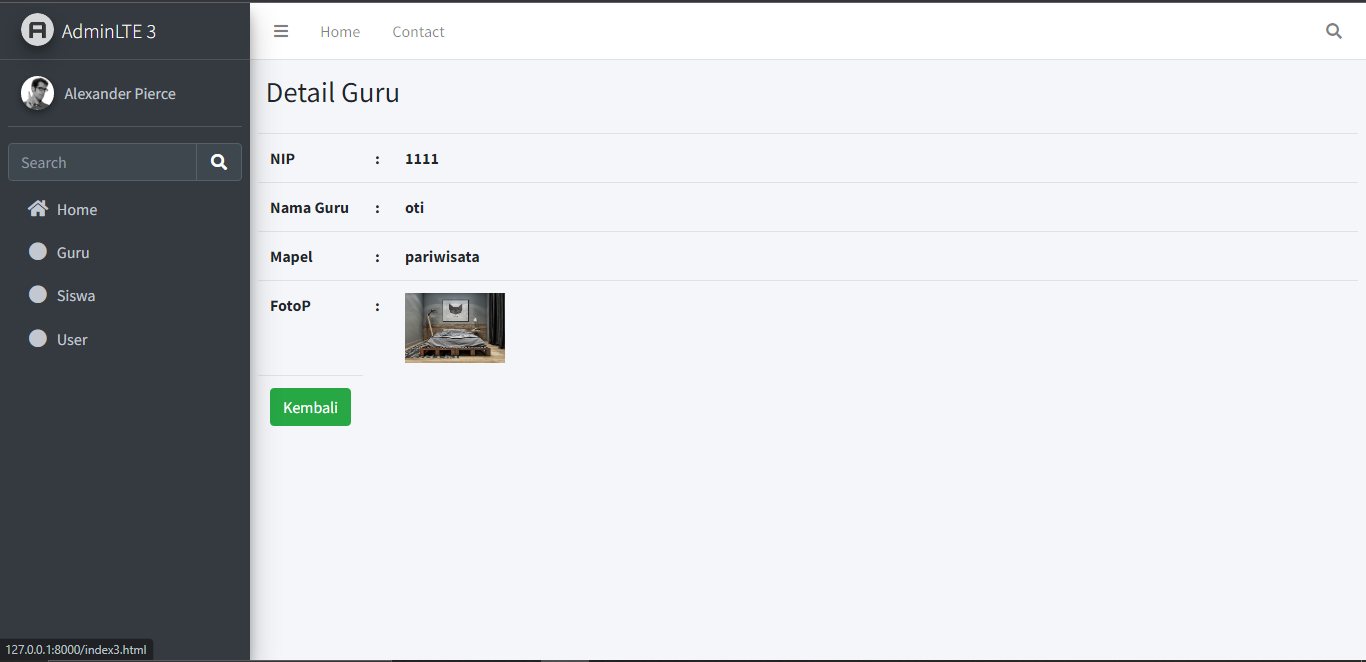 AdminLTE 3
Home Contact
Alexander Pierce
Search
Home
Guru
Siswa
User
Detail Guru
NIP : 1111
Nama Guru : oti
Mapel : pariwisata
FotoP :
Kembali
127.0.0.1:8000/index3.html